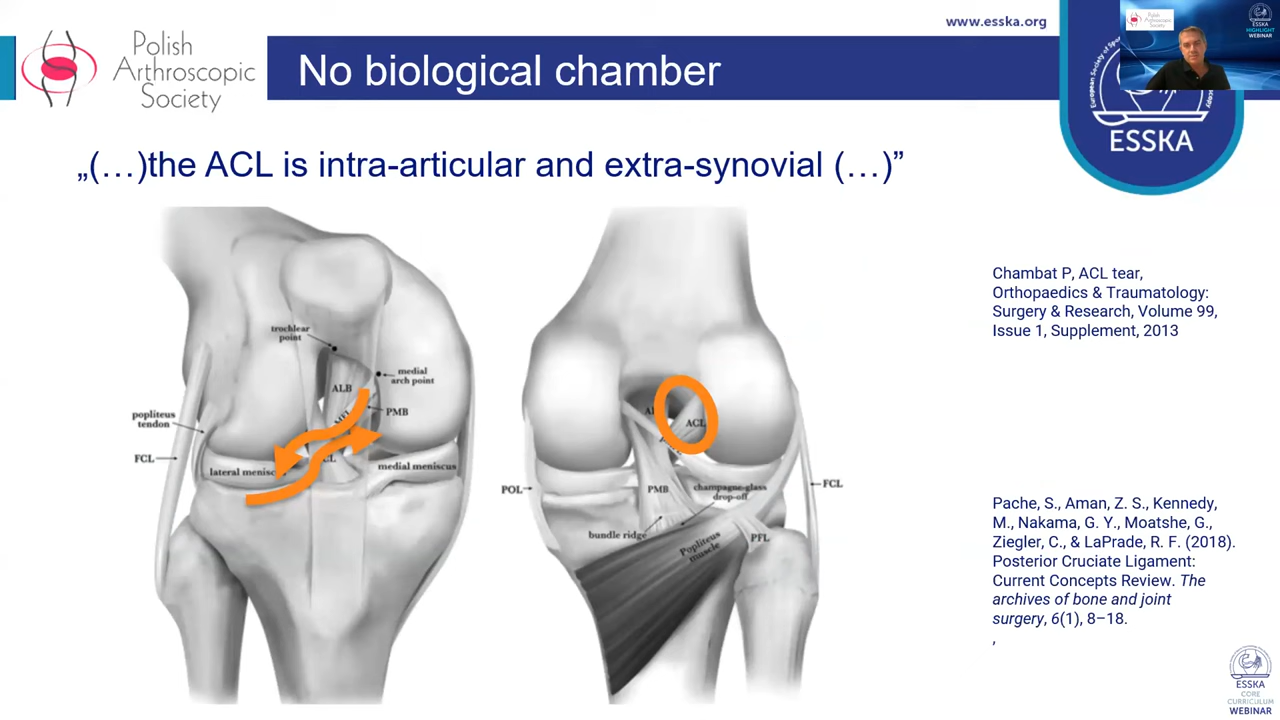 www.esska.org
Polish
Arthroscopic
Society
No biological chamber
ESSKA
HIGHLIGHT
WEBINAR
ESSKA
„(…)the ACL is intra-articular and extra-synovial (…)”
trochlear
point
medial
arch point
ALB
PMB
popliteus
tendon
FCL
lateral
medial meniscus
ACL
POL
PMB
champagne-glass
drop-off
FCL
bundle ridge
Popliteus
muscle
PFL
Chambat P, ACL tear,
Orthopaedics & Traumatology:
Surgery & Research, Volume 99,
Issue 1, Supplement, 2013
Pache, S., Aman, Z. S., Kennedy,
M., Nakama, G. Y., Moatshe, G.,
Ziegler, C., & LaPrade, R. F. (2018).
Posterior Cruciate Ligament:
Current Concepts Review. The
archives of bone and joint
surgery, 6(1), 8–18.
,
ESSKA
CORE
CURRICULUM
WEBINAR